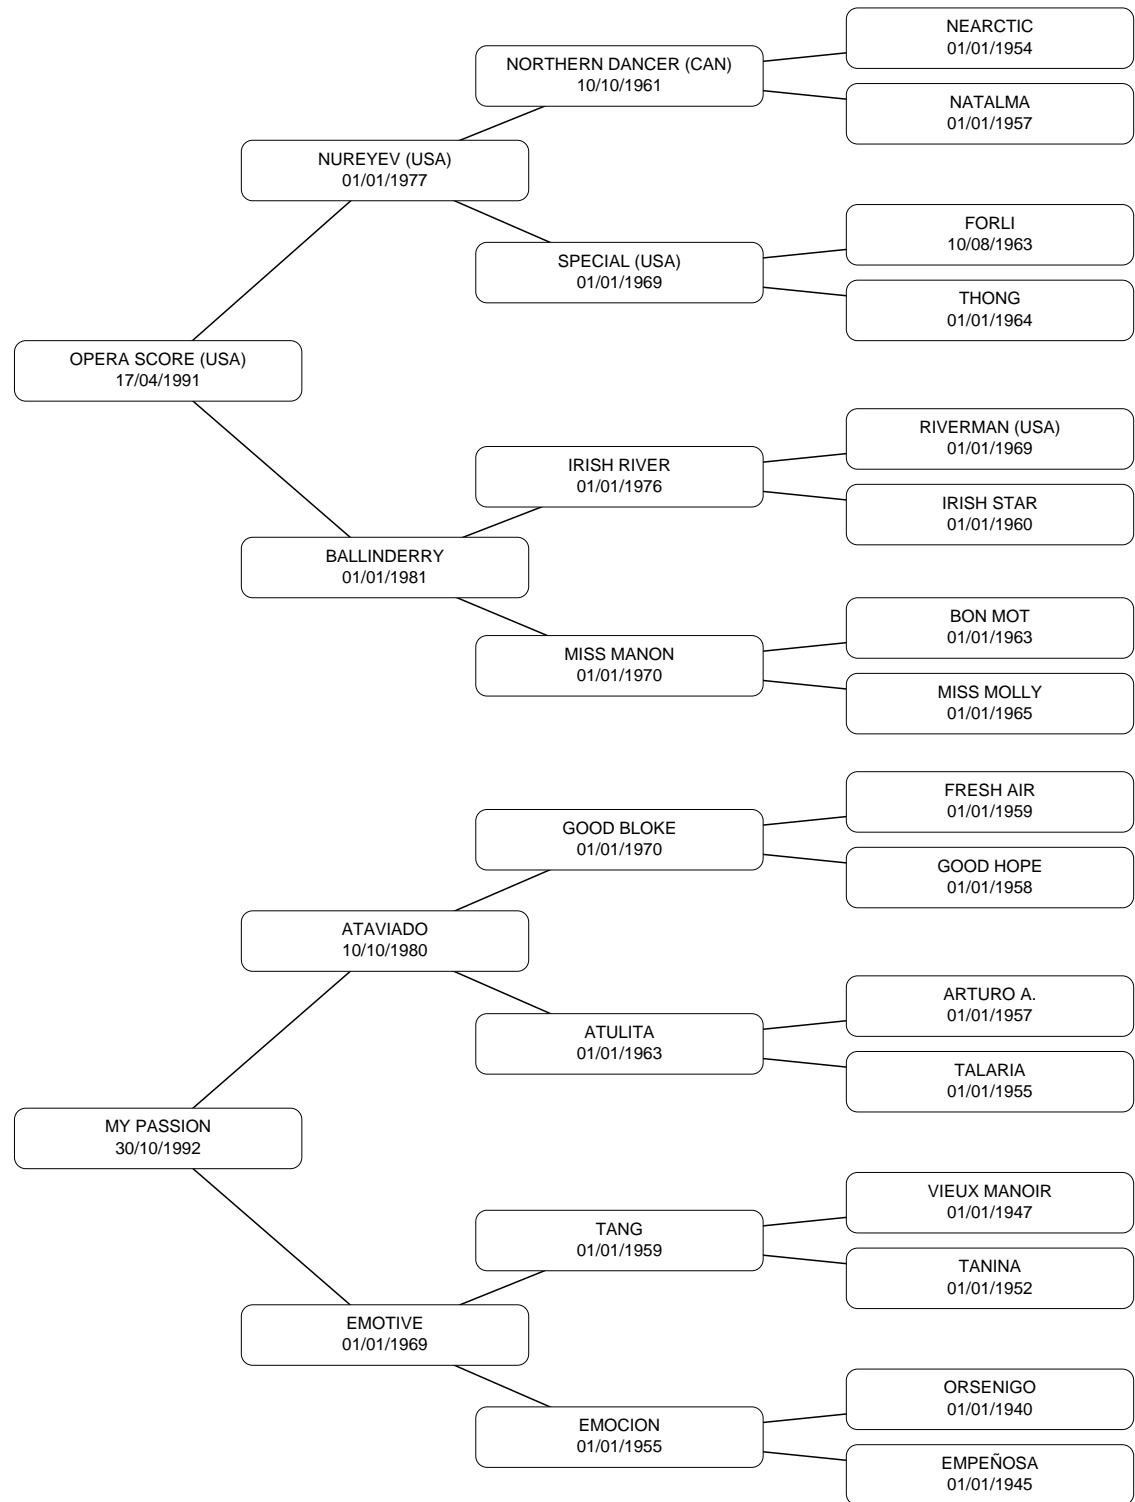 NEARCTIC
01/01/1954
NORTHERN DANCER (CAN)
10/10/1961
NATALMA
01/01/1957
NUREYEV (USA)
01/01/1977
FORLI
10/08/1963
SPECIAL (USA)
01/01/1969
THONG
01/01/1964
OPERA SCORE (USA)
17/04/1991
RIVERMAN (USA)
01/01/1969
IRISH RIVER
01/01/1976
IRISH STAR
01/01/1960
BALLINDERRY
01/01/1981
BON MOT
01/01/1963
MISS MANON
01/01/1970
MISS MOLLY
01/01/1965
FRESH AIR
01/01/1959
GOOD BLOKE
01/01/1970
GOOD HOPE
01/01/1958
ATAVIADO
10/10/1980
ARTURO A.
01/01/1957
ATULITA
01/01/1963
TALARIA
01/01/1955
MY PASSION
30/10/1992
VIEUX MANOIR
01/01/1947
TANG
01/01/1959
TANINA
01/01/1952
EMOTIVE
01/01/1969
ORSENIGO
01/01/1940
EMOCION
01/01/1955
EMPEÑOSA
01/01/1945